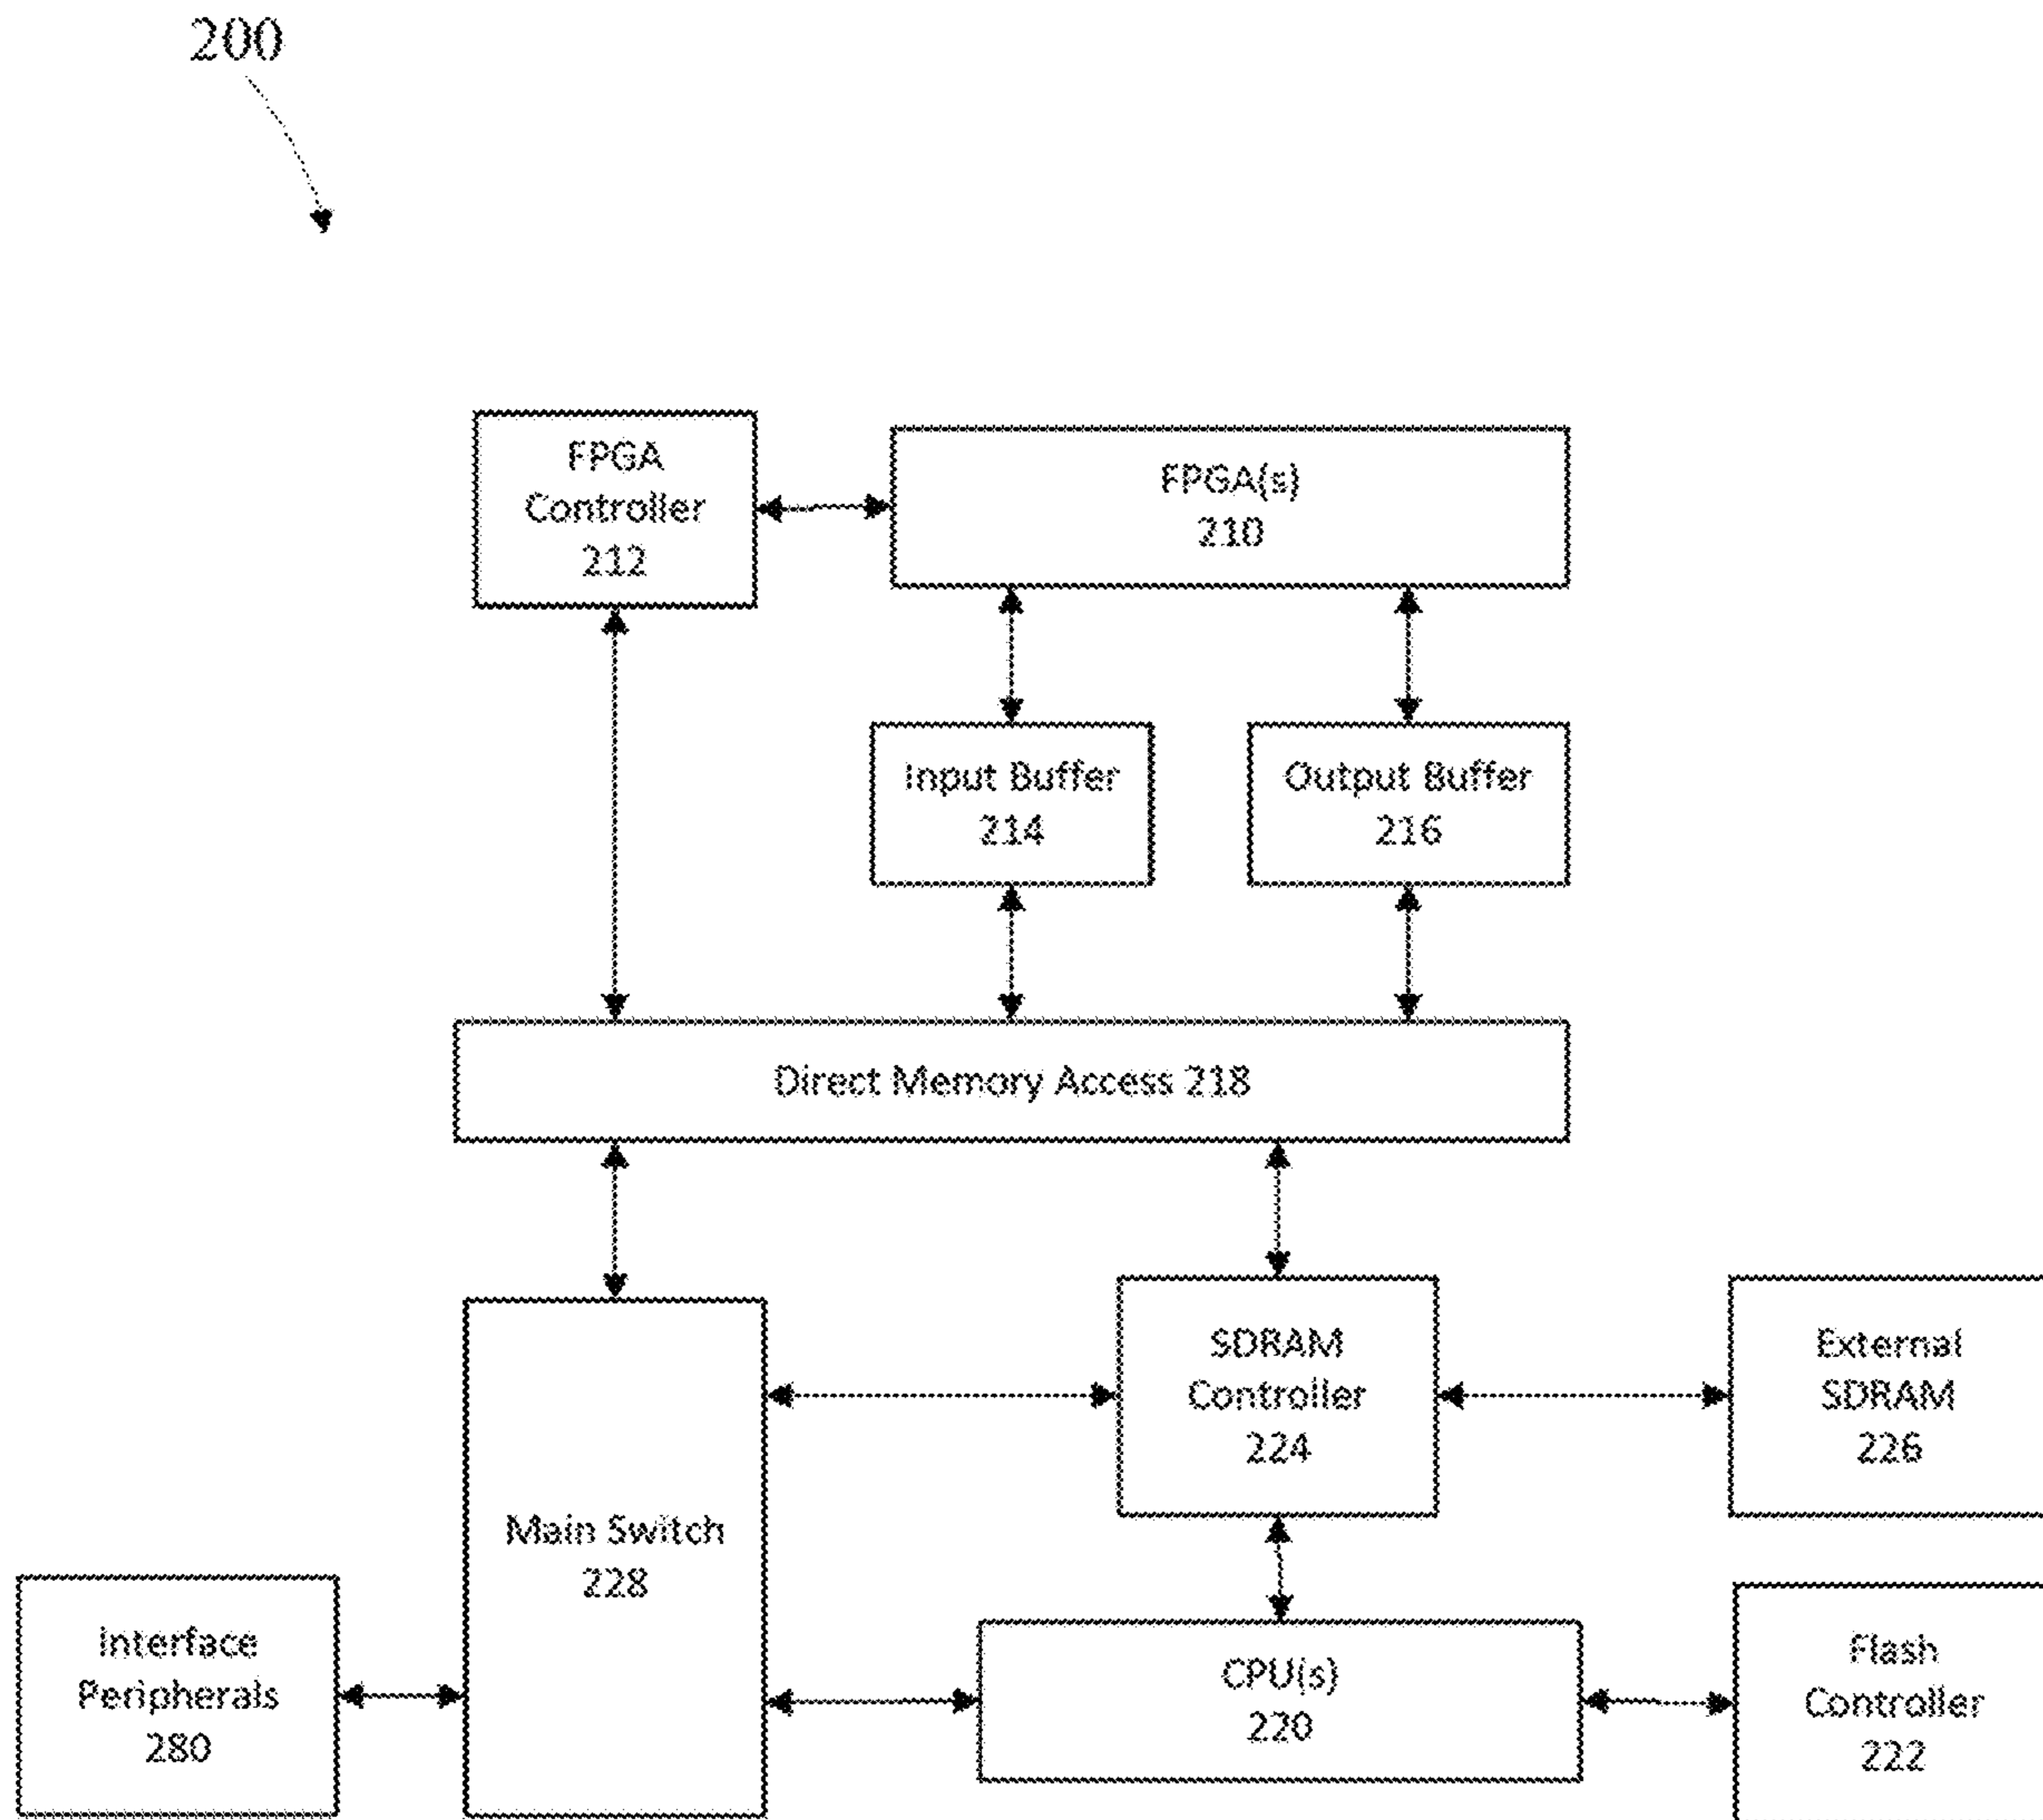 200
FPGA
Controller
212
FPGA(s)
210
Input Buffer
214
Output Buffer
216
Direct Memory Access 218
SDRAM
Controller
224
External
SDRAM
226
Main Switch
228
Interface
Peripherals
280
CPU(s)
220
Flash
Controller
222